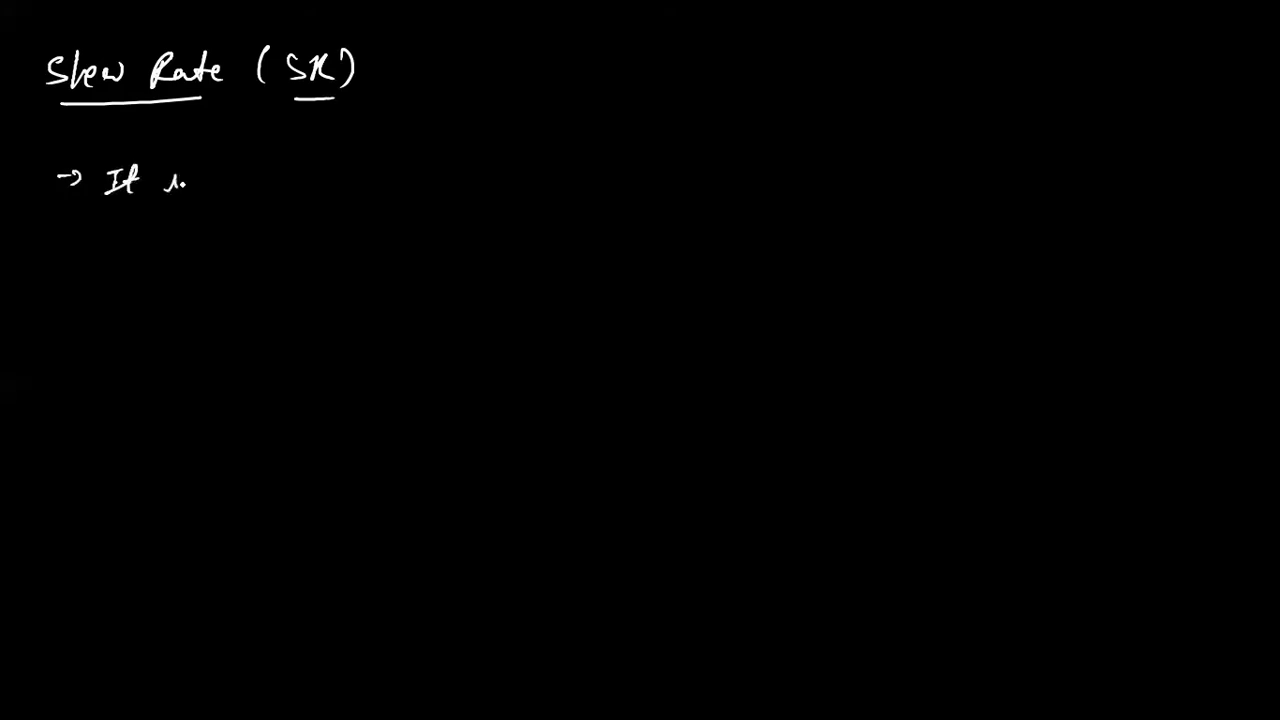 Slew Rate (SR)
→ It i